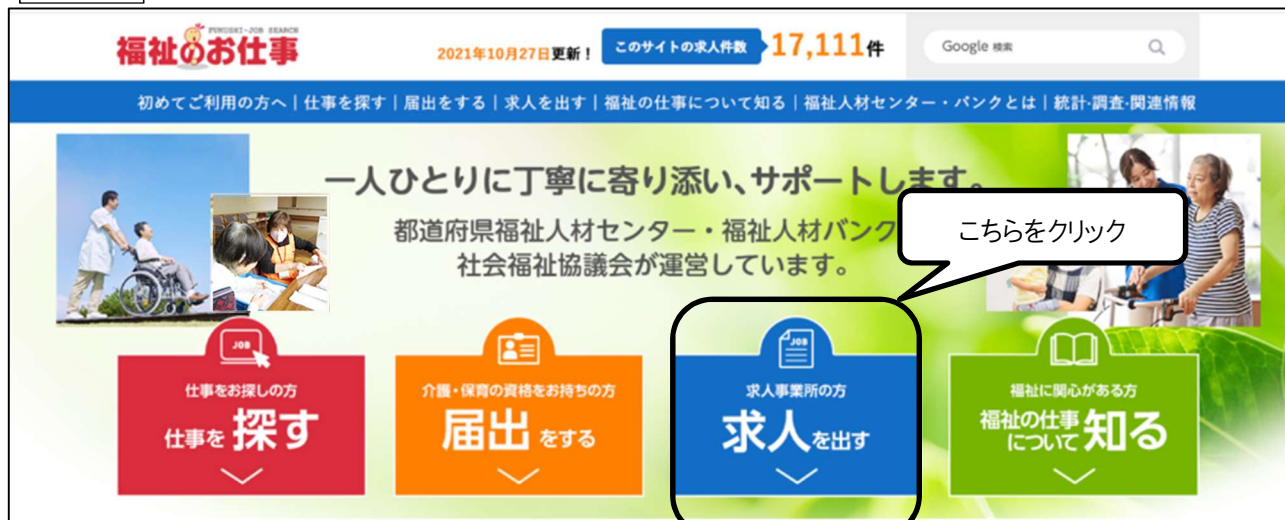 FUKUSHI-JOB SEARCH
福祉のお仕事
2021年10月27日更新！
このサイトの求人件数
17,111件
Google 検索
初めてご利用の方へ｜仕事を探す｜届出をする｜求人を出す｜福祉の仕事について知る｜福祉人材センター・バンクとは｜統計・調査・関連情報
一人ひとりに丁寧に寄り添い、サポートします。
都道府県福祉人材センター・福祉人材バンク
社会福祉協議会が運営しています。
こちらをクリック
JOB
仕事をお探しの方
仕事を探す
介護・保育の資格をお持ちの方
届出をする
JOB
求人事業所の方
求人を出す
福祉に関心がある方
福祉の仕事
について知る